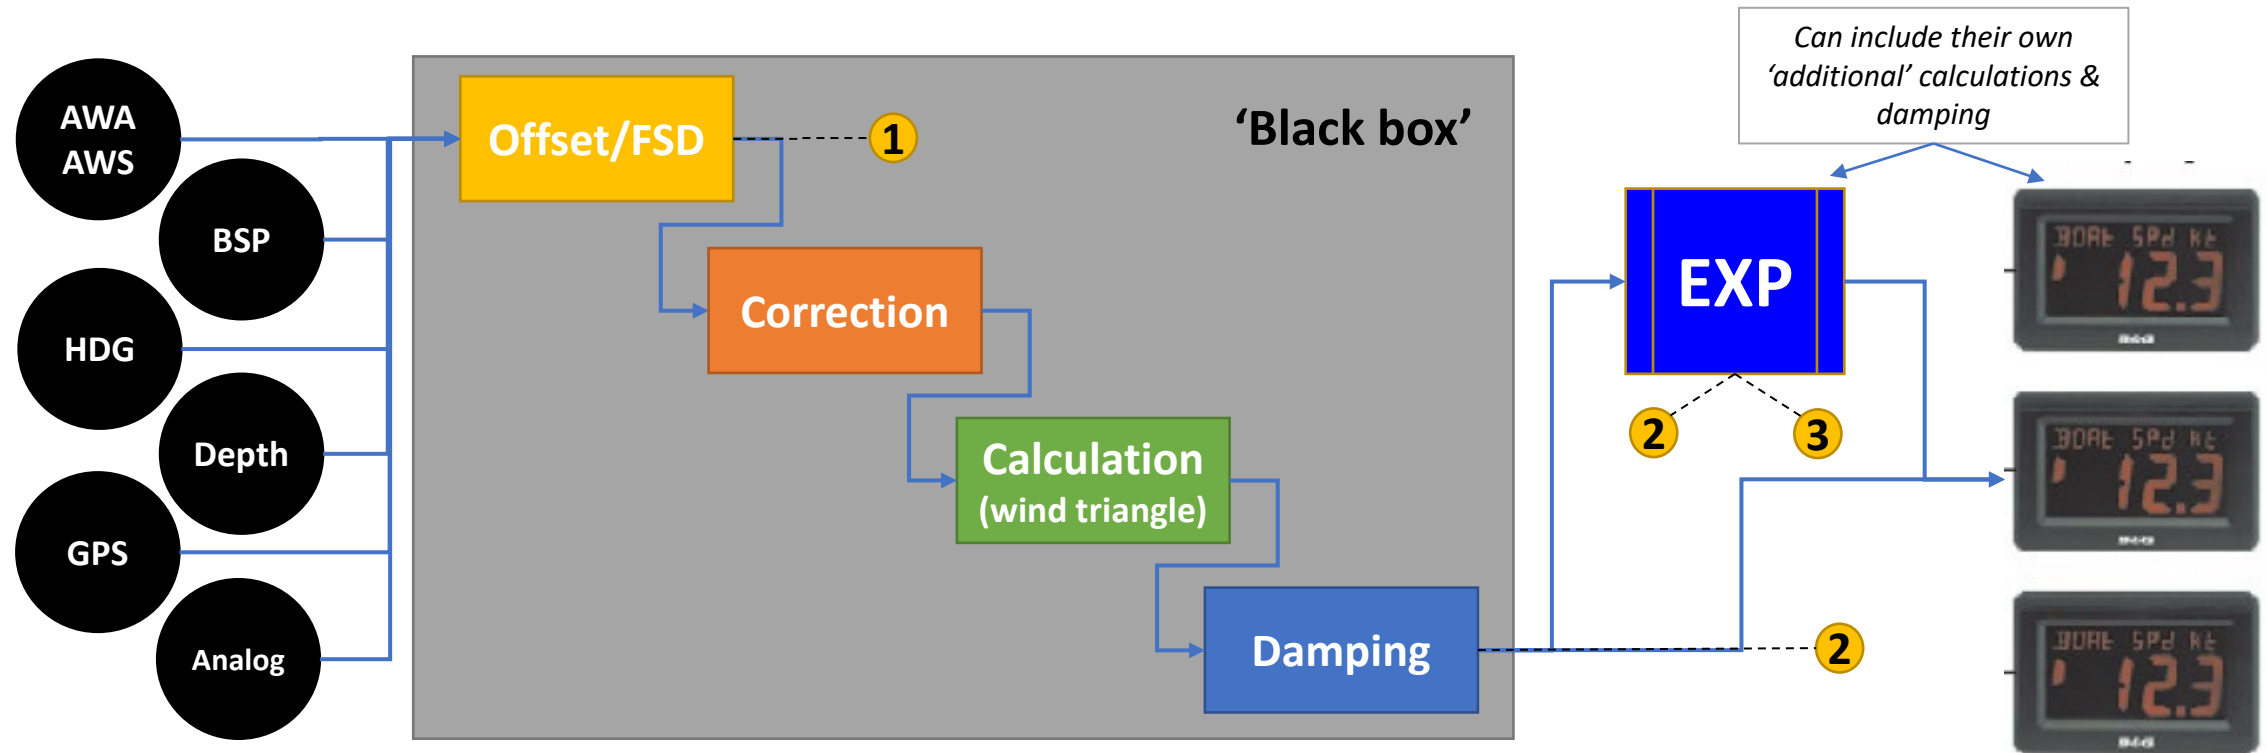 AWA
AWS
BSP
HDG
Depth
GPS
Analog
Offset/FSD
1
‘Black box’
Correction
Calculation
(wind triangle)
Damping
2
EXP
2
3
Can include their own
‘additional’ calculations &
damping
BOAt SPd Kt
12.3
B&G
BOAt SPd Kt
12.3
B&G
BOAt SPd Kt
12.3
B&G